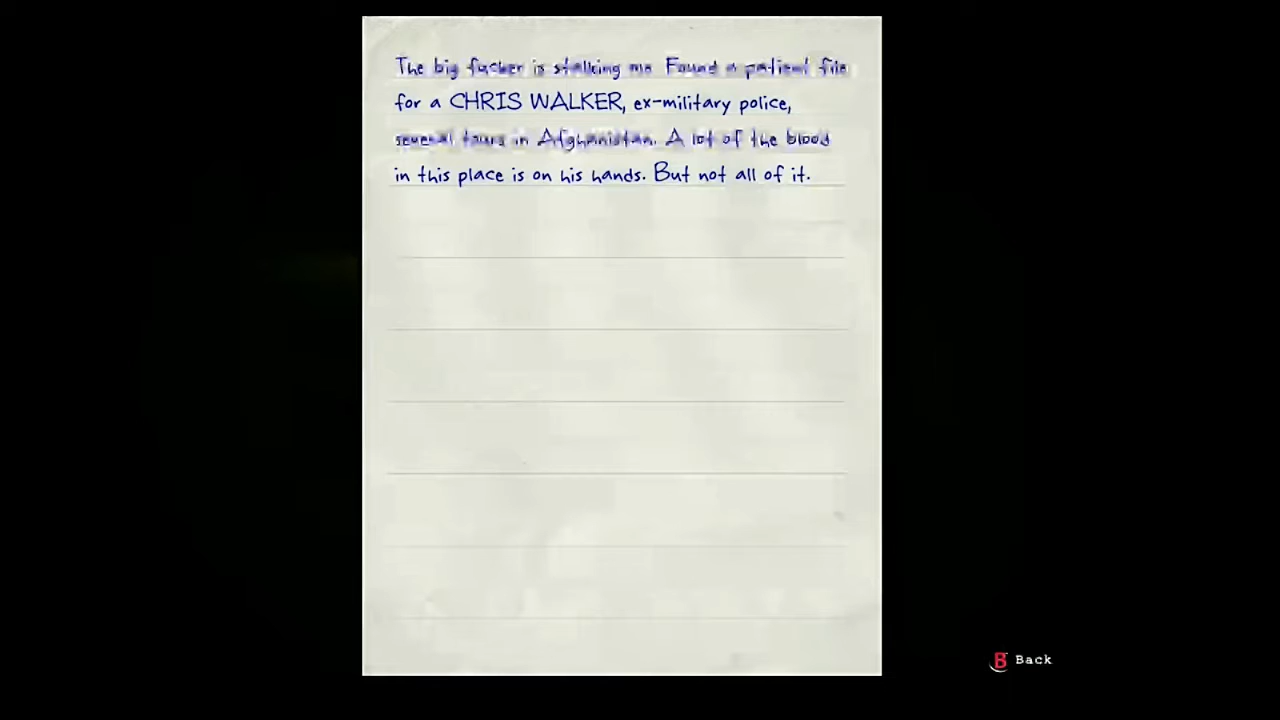 The big fucker is stalking me. Found a patient file
for a CHRIS WALKER, ex-military police,
several tours in Afghanistan. A lot of the blood
in this place is on his hands. But not all of it.
B Back